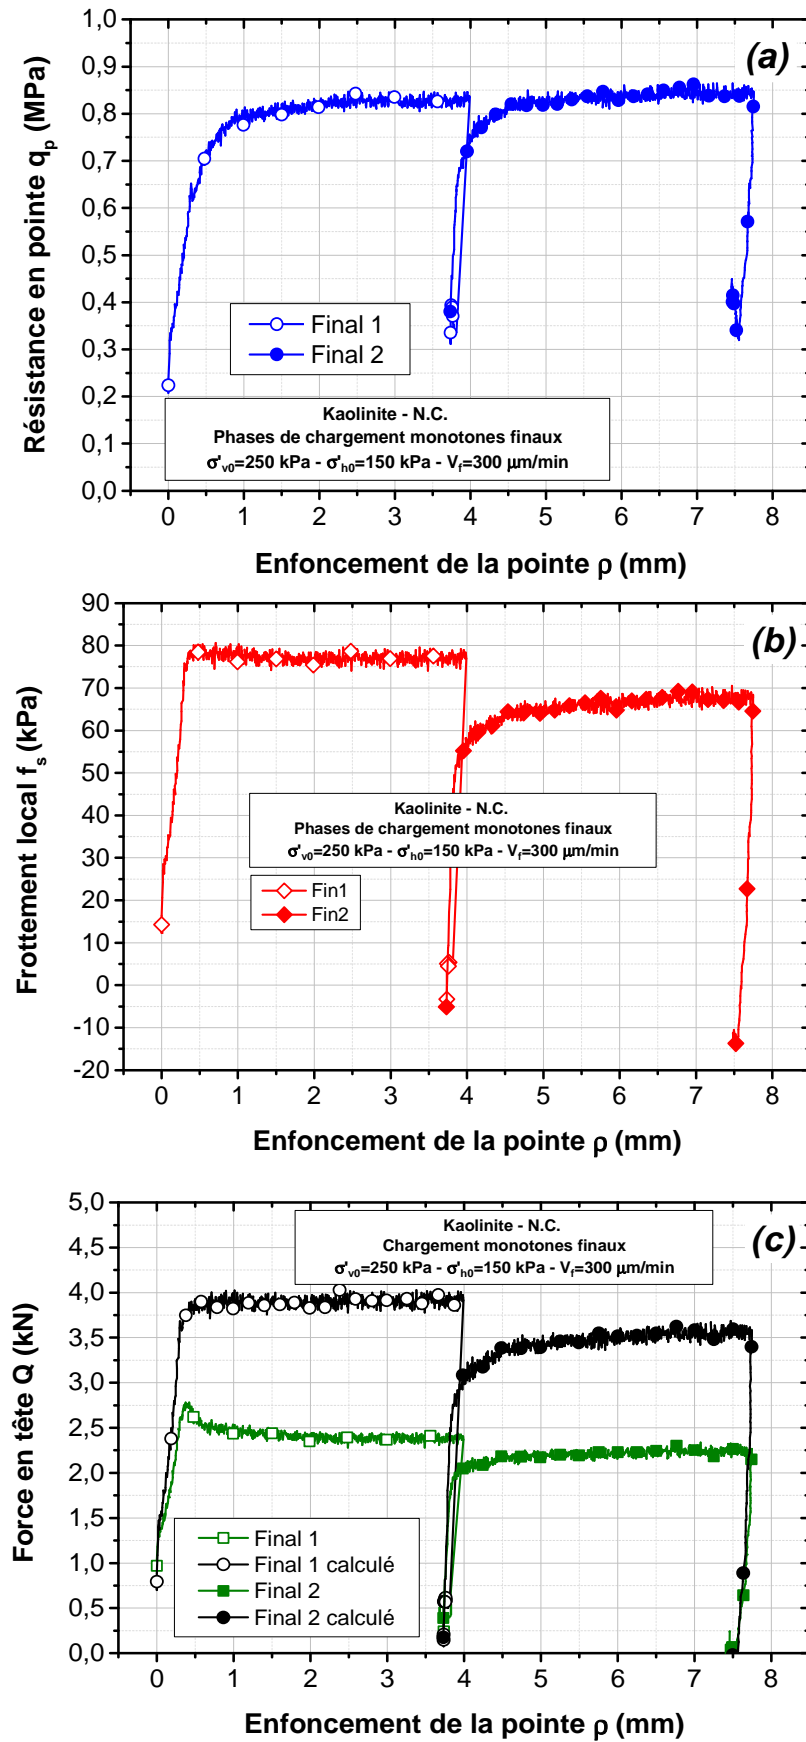 (a)
Résistance en pointe qp (MPa)
1,0
0,9
0,8
0,7
0,6
0,5
0,4
0,3
0,2
0,1
0,0
Final 1
Final 2
Kaolinite - N.C.
Phases de chargement monotones finaux
σ'v0=250 kPa - σ'h0=150 kPa - Vf=300 µm/min
0 1 2 3 4 5 6 7 8
Enfoncement de la pointe ρ (mm)
(b)
Frottement local fs (kPa)
90
80
70
60
50
40
30
20
10
0
-10
-20
Kaolinite - N.C.
Phases de chargement monotones finaux
σ'v0=250 kPa - σ'h0=150 kPa - Vf=300 µm/min
Fin1
Fin2
0 1 2 3 4 5 6 7 8
Enfoncement de la pointe ρ (mm)
(c)
Force en tête Q (kN)
5,0
4,5
4,0
3,5
3,0
2,5
2,0
1,5
1,0
0,5
0,0
Kaolinite - N.C.
Chargement monotones finaux
σ'v0=250 kPa - σ'h0=150 kPa - Vf=300 µm/min
Final 1
Final 1 calculé
Final 2
Final 2 calculé
0 1 2 3 4 5 6 7 8
Enfoncement de la pointe ρ (mm)